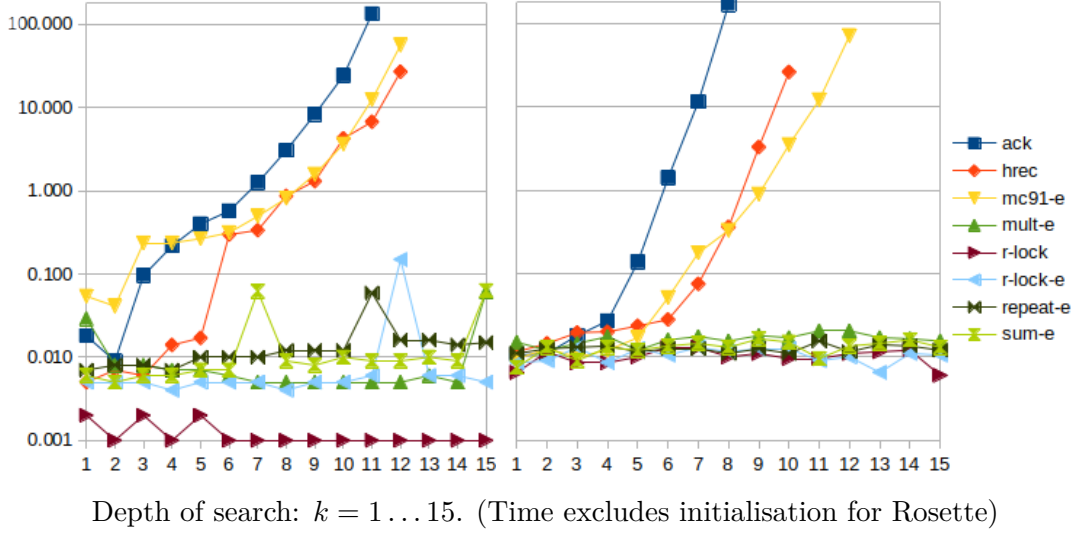 100.000
10.000
1.000
0.100
0.010
0.001
1 2 3 4 5 6 7 8 9 10 11 12 13 14 15
1 2 3 4 5 6 7 8 9 10 11 12 13 14 15
ack
hrec
mc91-e
mult-e
r-lock
r-lock-e
repeat-e
sum-e
Depth of search: k = 1 . . . 15. (Time excludes initialisation for Rosette)